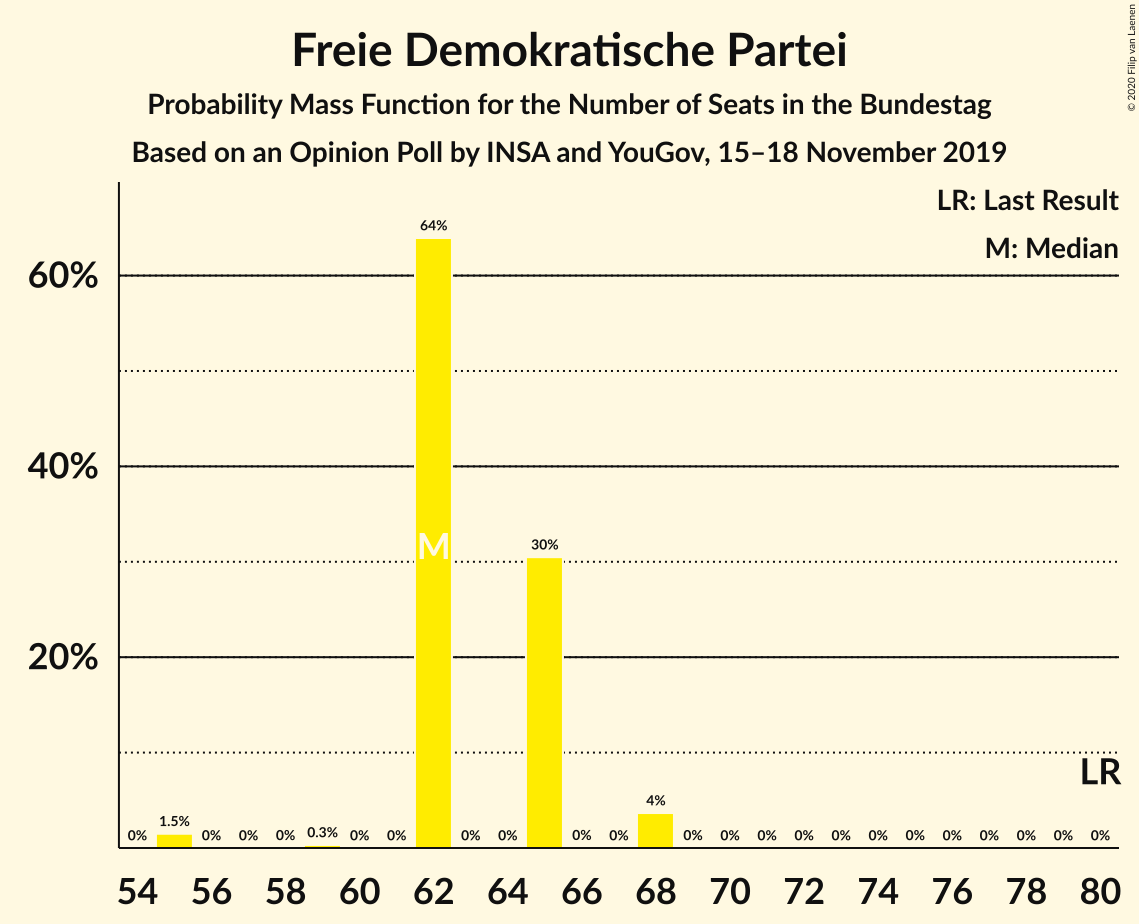 Freie Demokratische Partei
Probability Mass Function for the Number of Seats in the Bundestag
Based on an Opinion Poll by INSA and YouGov, 15–18 November 2019
© 2020 Filip van Laenen
LR: Last Result
M: Median
60%
40%
20%
64%
30%
4%
1.5%
0.3%
0% 0% 0% 0% 0% 0% 0% 0% 0% 0% 0% 0% 0% 0% 0% 0% 0% 0% 0% 0% 0% 0%
M
LR
54 56 58 60 62 64 66 68 70 72 74 76 78 80